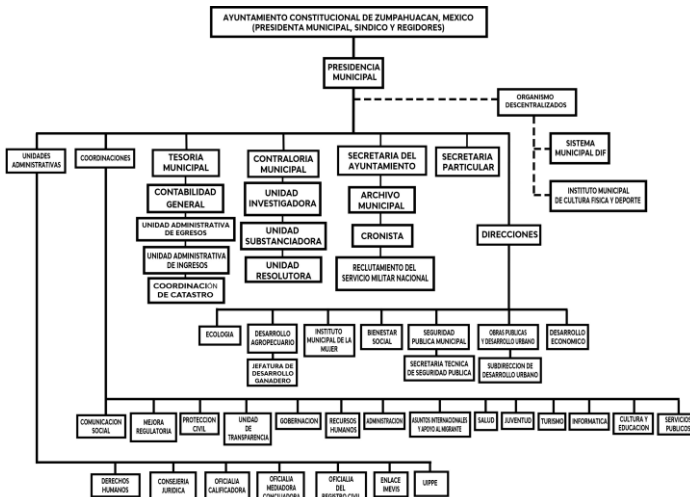 AYUNTAMIENTO CONSTITUCIONAL DE ZUMPAHUACAN, MEXICO
(PRESIDENTA MUNICIPAL, SINDICO Y REGIDORES)
PRESIDENCIA
MUNICIPAL
ORGANISMO
DESCENTRALIZADOS
SISTEMA
MUNICIPAL DIF
INSTITUTO MUNICIPAL
DE CULTURA FISICA Y DEPORTE
UNIDADES
ADMINISTRATIVAS
COORDINACIONES
TESORIA
MUNICIPAL
CONTABILIDAD
GENERAL
UNIDAD ADMINISTRATIVA
DE EGRESOS
UNIDAD ADMINISTRATIVA
DE INGRESOS
COORDINACIÓN
DE CATASTRO
CONTRALORIA
MUNICIPAL
UNIDAD
INVESTIGADORA
UNIDAD
SUBSTANCIADORA
UNIDAD
RESOLUTORA
SECRETARIA DEL
AYUNTAMIENTO
ARCHIVO
MUNICIPAL
CRONISTA
RECLUTAMIENTO DEL
SERVICIO MILITAR NACIONAL
SECRETARIA
PARTICULAR
DIRECCIONES
ECOLOGIA
DESARROLLO
AGROPECUARIO
JEFATURA DE
DESARROLLO
GANADERO
INSTITUTO
MUNICIPAL DE LA
MUJER
BIENESTAR
SOCIAL
SEGURIDAD
PUBLICA MUNICIPAL
SECRETARIA TECNICA
DE SEGURIDAD PUBLICA
OBRAS PUBLICAS
Y DESARROLLO URBANO
SUBDIRECCION DE
DESARROLLO URBANO
DESARROLLO
ECONOMICO
COMUNICACION
SOCIAL
MEJORA
REGULATORIA
PROTECCION
CIVIL
UNIDAD
DE
TRANSPARENCIA
GOBERNACION
RECURSOS
HUMANOS
ADMINISTRACION
ASUNTOS INTERNACIONALES
Y APOYO AL MIGRANTE
SALUD
JUVENTUD
TURISMO
INFORMATICA
CULTURA Y
EDUCACION
SERVICIOS
PUBLICOS
DERECHOS
HUMANOS
CONSEJERIA
JURIDICA
OFICIALIA
CALIFICADORA
OFICIALIA
MEDIADORA
CONCILIADORA
OFICIALIA
DEL
REGISTRO CIVIL
ENLACE
IMEVIS
UIPPE